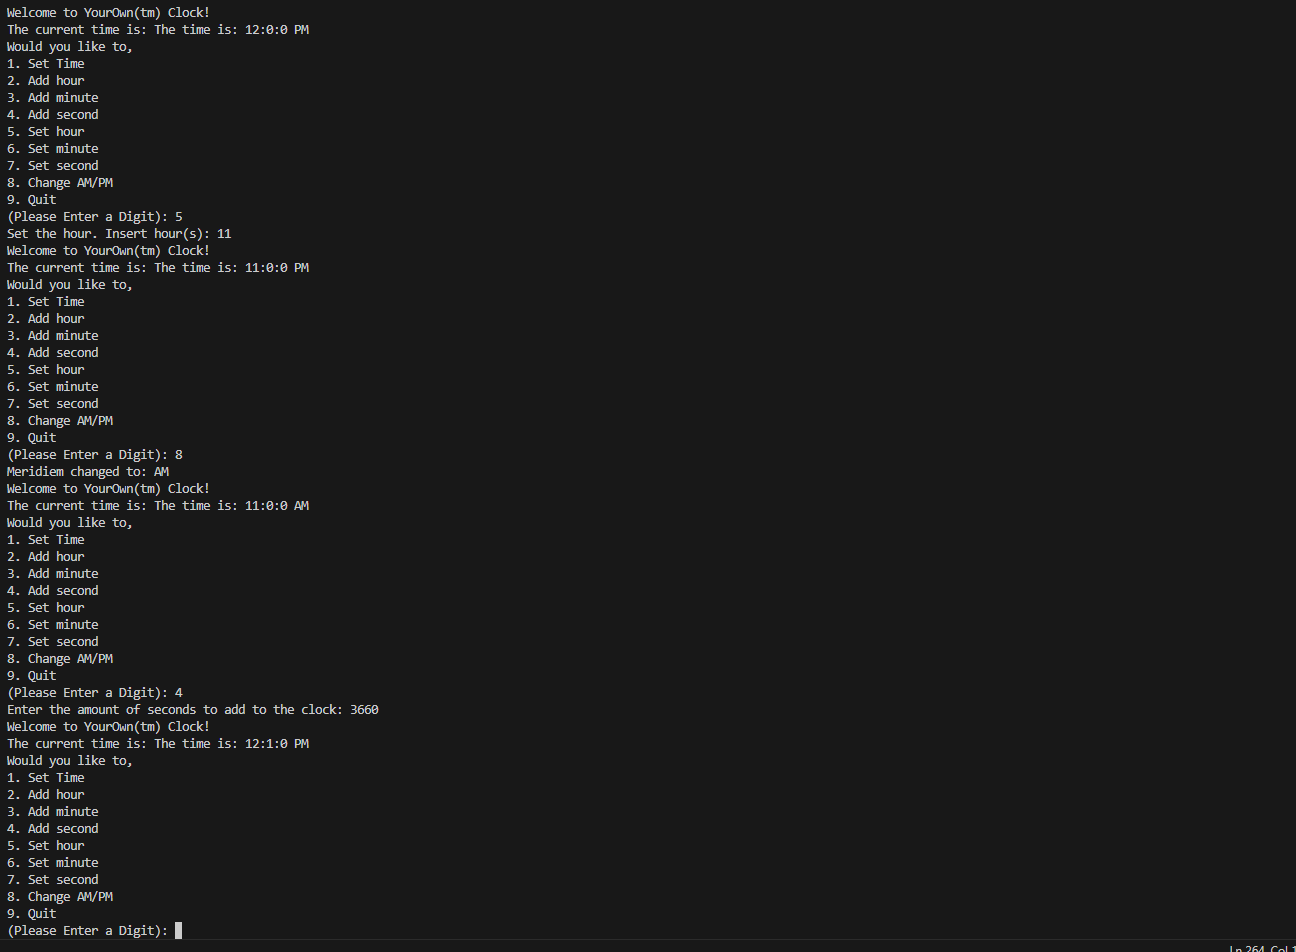 Welcome to YourOwn(tm) Clock!
The current time is: The time is: 12:0:0 PM
Would you like to,
1. Set Time
2. Add hour
3. Add minute
4. Add second
5. Set hour
6. Set minute
7. Set second
8. Change AM/PM
9. Quit
(Please Enter a Digit): 5
Set the hour. Insert hour(s): 11
Welcome to YourOwn(tm) Clock!
The current time is: The time is: 11:0:0 PM
Would you like to,
1. Set Time
2. Add hour
3. Add minute
4. Add second
5. Set hour
6. Set minute
7. Set second
8. Change AM/PM
9. Quit
(Please Enter a Digit): 8
Meridiem changed to: AM
Welcome to YourOwn(tm) Clock!
The current time is: The time is: 11:0:0 AM
Would you like to,
1. Set Time
2. Add hour
3. Add minute
4. Add second
5. Set hour
6. Set minute
7. Set second
8. Change AM/PM
9. Quit
(Please Enter a Digit): 4
Enter the amount of seconds to add to the clock: 3660
Welcome to YourOwn(tm) Clock!
The current time is: The time is: 12:1:0 PM
Would you like to,
1. Set Time
2. Add hour
3. Add minute
4. Add second
5. Set hour
6. Set minute
7. Set second
8. Change AM/PM
9. Quit
(Please Enter a Digit):
Ln 264, Col 1